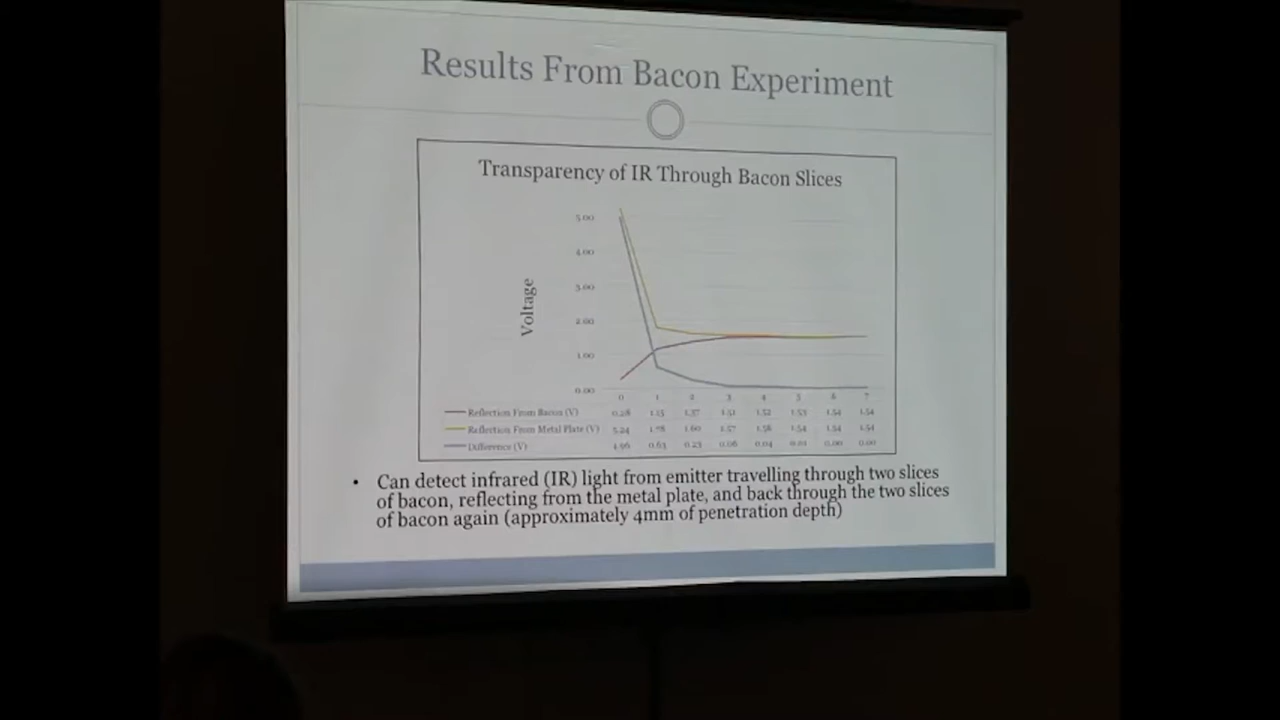 Results From Bacon Experiment
Transparency of IR Through Bacon Slices
Voltage
5.00
4.00
3.00
2.00
1.00
0.00
0 1 2 3 4 5 6 7
Reflection From Bacon (V) 0.28 1.15 1.37 1.51 1.52 1.53 1.54 1.54
Reflection From Metal Plate (V) 5.24 1.78 1.60 1.57 1.56 1.54 1.54 1.54
Difference (V) 4.96 0.63 0.23 0.06 0.04 0.01 0.00 0.00
• Can detect infrared (IR) light from emitter travelling through two slices
of bacon, reflecting from the metal plate, and back through the two slices
of bacon again (approximately 4mm of penetration depth)